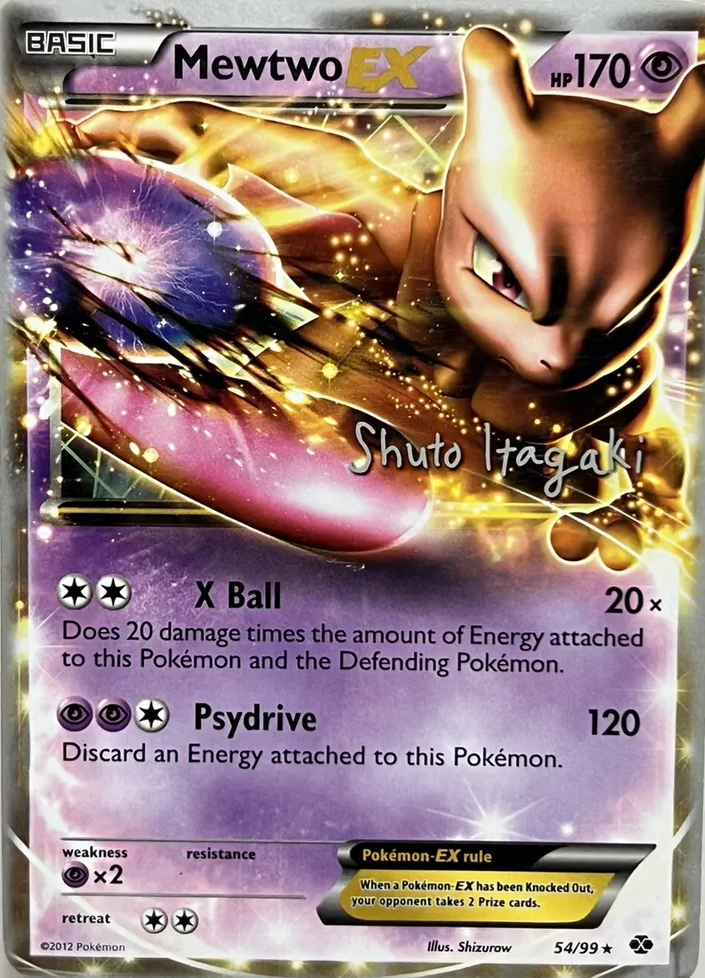 BASIC
Mewtwo EX
HP 170
Shuto Itagaki
X Ball 20×
Does 20 damage times the amount of Energy attached
to this Pokémon and the Defending Pokémon.
Psydrive 120
Discard an Energy attached to this Pokémon.
weakness resistance
×2
Pokémon-EX rule
When a Pokémon-EX has been Knocked Out,
your opponent takes 2 Prize cards.
retreat
©2012 Pokémon Illus. Shizurow 54/99 ★